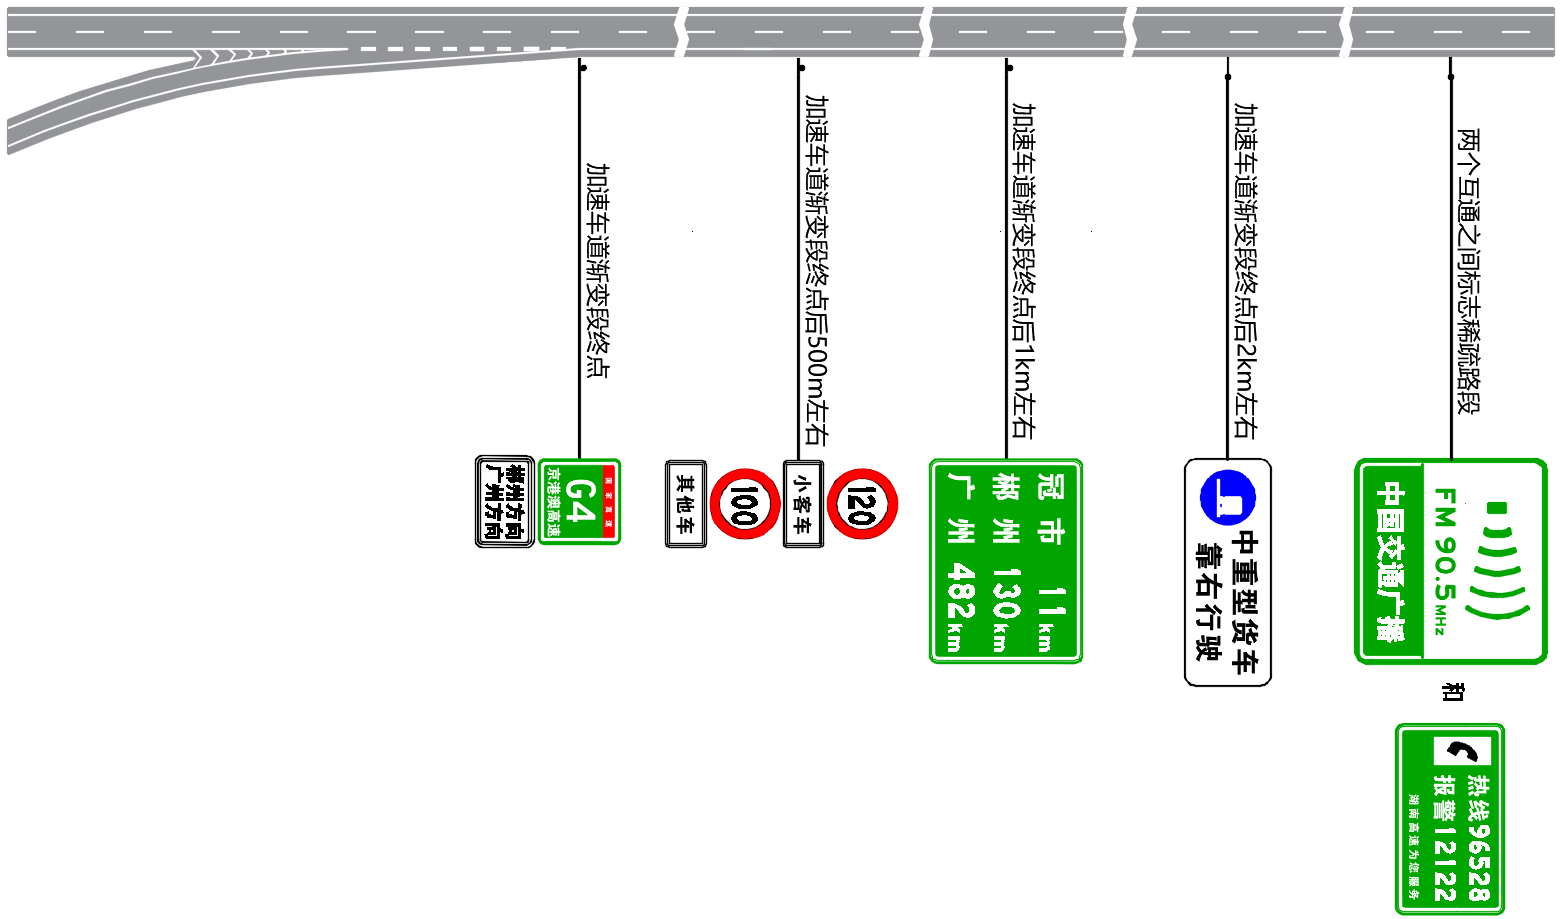 加速车道渐变段终点
国家高速
G4
京港澳高速
郴州方向
广州方向
加速车道渐变段终点后500m左右
120
小客车
100
其他车
加速车道渐变段终点后1km左右
冠市 11km
郴州 130km
广州 482km
加速车道渐变段终点后2km左右
中重型货车
靠右行驶
两个互通之间标志稀疏路段
FM 90.5MHz
中国交通广播
和
热线96528
报警12122
湖南高速为您服务